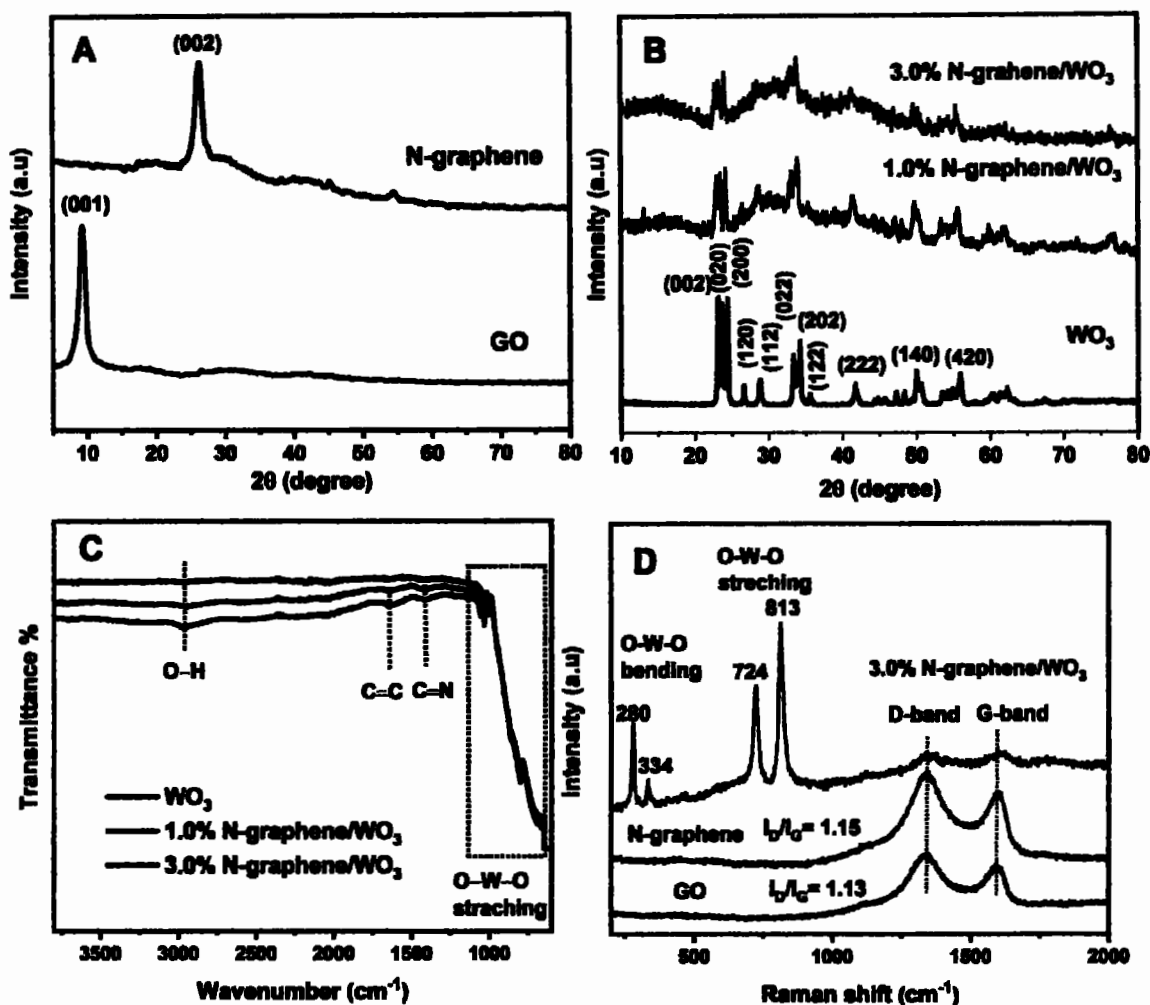 A
(002)
N-graphene
(001)
GO
Intensity (a.u)
10 20 30 40 50 60 70 80
2θ (degree)
B
3.0% N-grahene/WO₃
1.0% N-graphene/WO₃
(002)
(020)
(200)
(120)
(112)
(022)
(202)
(122)
(222)
(140)
(420)
WO₃
Intensity (a.u)
10 20 30 40 50 60 70 80
2θ (degree)
C
O-H
C=C
C=N
WO₃
1.0% N-graphene/WO₃
3.0% N-graphene/WO₃
O-W-O
straching
Transmittance %
3500 3000 2500 2000 1500 1000
Wavenumber (cm⁻¹)
D
O-W-O
streching
813
O-W-O
bending
724
280
334
3.0% N-graphene/WO₃
D-band
G-band
N-graphene
I_D/I_G= 1.15
GO
I_D/I_G= 1.13
Intensity (a.u)
500 1000 1500 2000
Raman shift (cm⁻¹)